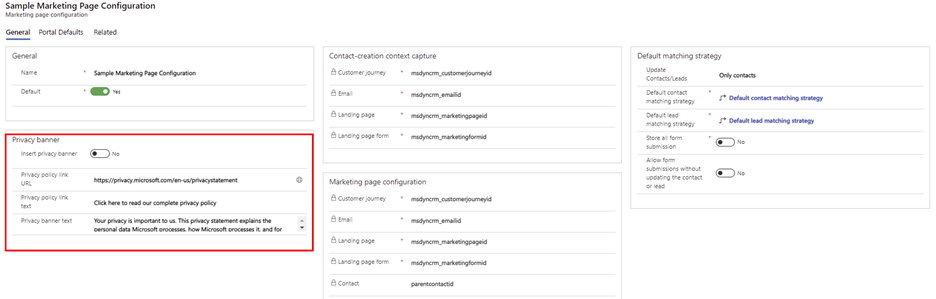 Sample Marketing Page Configuration
Marketing page configuration
General Portal Defaults Related
General
Name * Sample Marketing Page Configuration
Default * Yes
Privacy banner
Insert privacy banner No
Privacy policy link
URL
https://privacy.microsoft.com/en-us/privacystatement
Privacy policy link
text
Click here to read our complete privacy policy
Privacy banner text
Your privacy is important to us. This privacy statement explains the
personal data Microsoft processes, how Microsoft processes it, and for
Contact-creation context capture
Customer journey * msdyncrm_customerjourneyid
Email * msdyncrm_emailid
Landing page * msdyncrm_marketingpageid
Landing page form * msdyncrm_marketingformid
Marketing page configuration
Customer journey * msdyncrm_customerjourneyid
Email * msdyncrm_emailid
Landing page * msdyncrm_marketingpageid
Landing page form * msdyncrm_marketingformid
Contact parentcontactid
Default matching strategy
Update
Contacts/Leads
Only contacts
Default contact *
matching strategy
Default contact matching strategy
Default lead *
matching strategy
Default lead matching strategy
Store all form *
submission
No
Allow form
submissions without
updating the contact
or lead
No